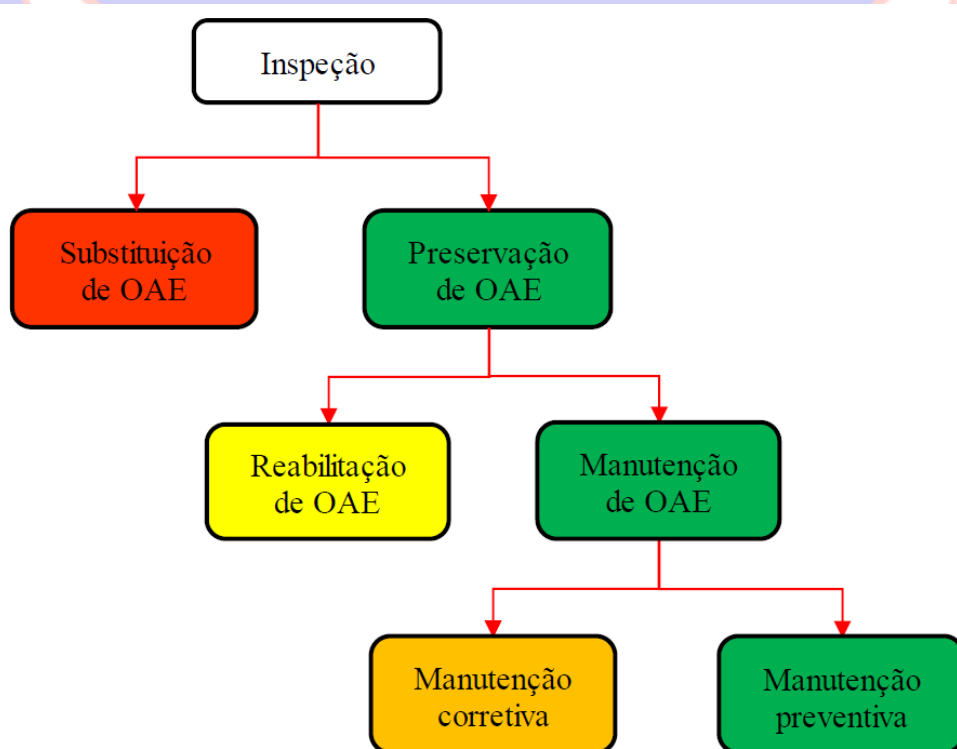 Inspeção
Substituição
de OAE
Preservação
de OAE
Reabilitação
de OAE
Manutenção
de OAE
Manutenção
corretiva
Manutenção
preventiva